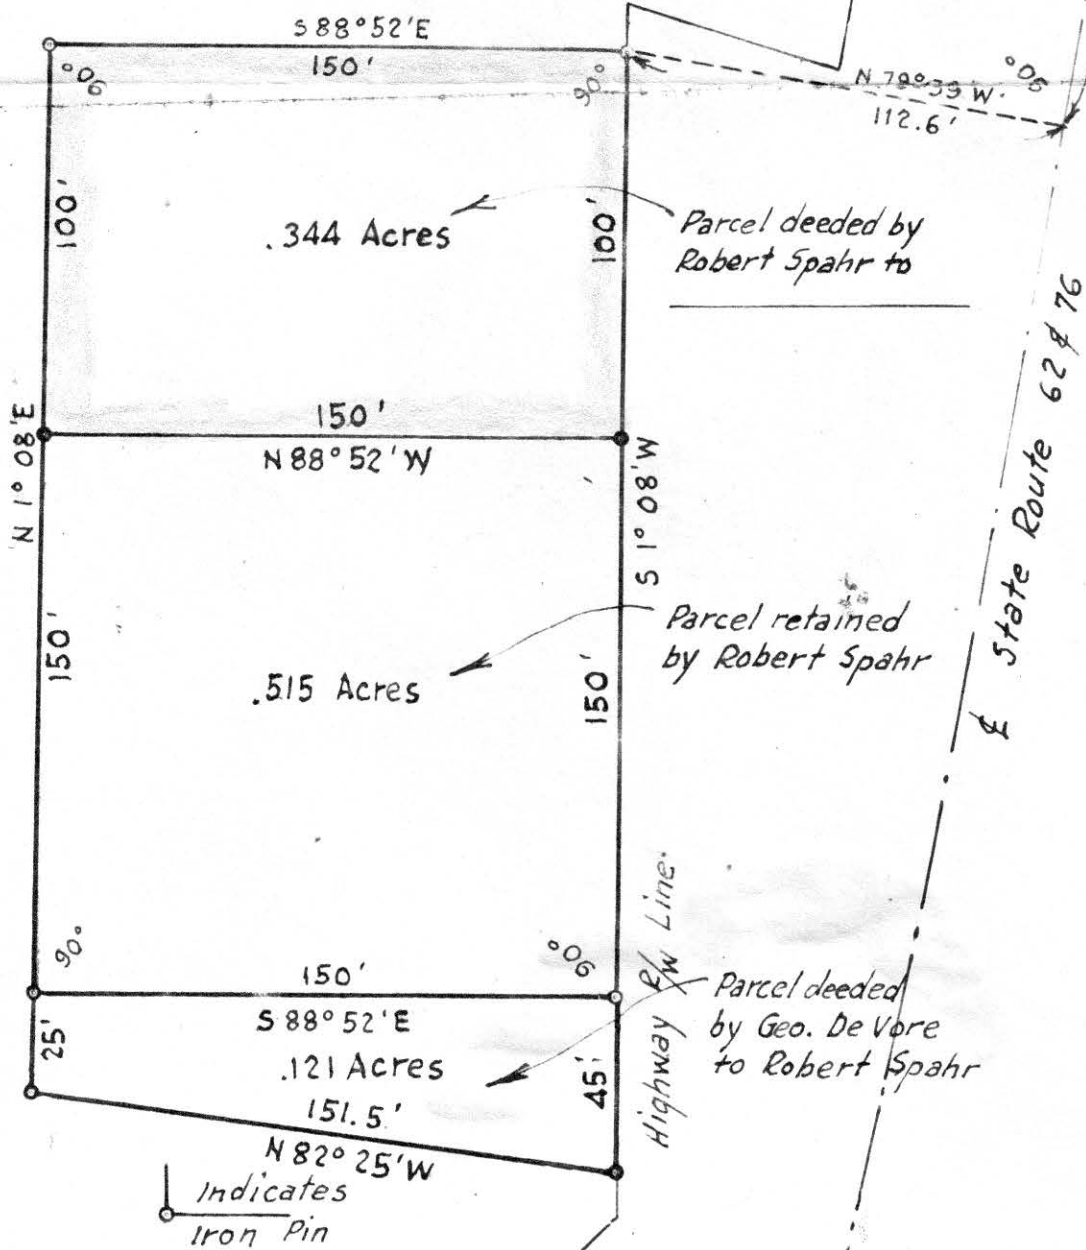 S 88° 52' E
150'
90°
90°
90°
N 79° 39' W.
112.6'
100'
.344 Acres
100'
Parcel deeded by
Robert Spahr to
150'
N 88° 52' W
N 1° 08' E
S 1° 08' W
℄ State Route 62 & 76
150'
.515 Acres
150'
Parcel retained
by Robert Spahr
90°
90°
150'
S 88° 52' E
25'
.121 Acres
45'
Highway R/W Line.
Parcel deeded
by Geo. De Vore
to Robert Spahr
151.5'
N 82° 25' W
Indicates
Iron Pin